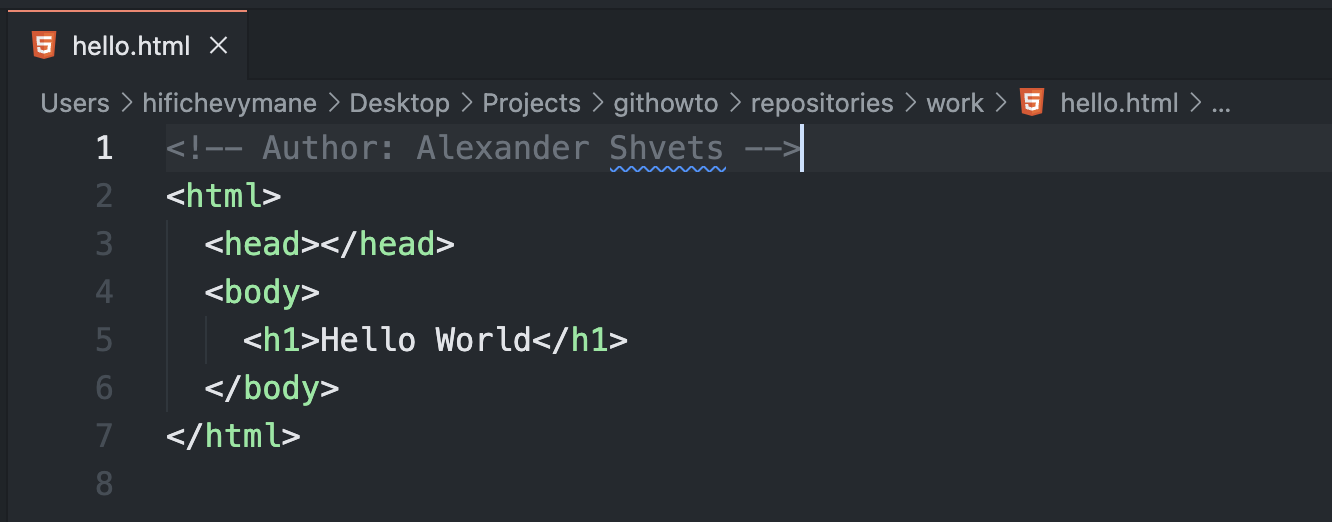 hello.html ×
Users > hifichevymane > Desktop > Projects > githowto > repositories > work > hello.html > ...
1 <!-- Author: Alexander Shvets -->
2 <html>
3   <head></head>
4   <body>
5     <h1>Hello World</h1>
6   </body>
7 </html>
8